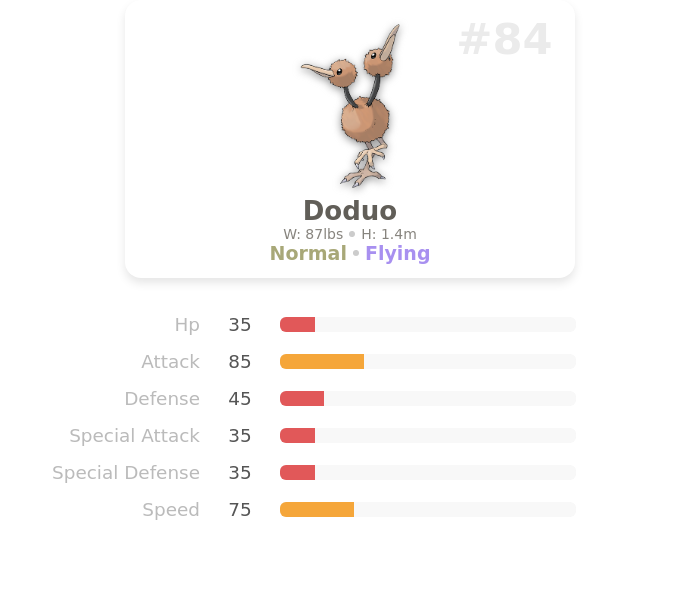 #84
Doduo
W: 87lbs • H: 1.4m
Normal • Flying
Hp 35
Attack 85
Defense 45
Special Attack 35
Special Defense 35
Speed 75